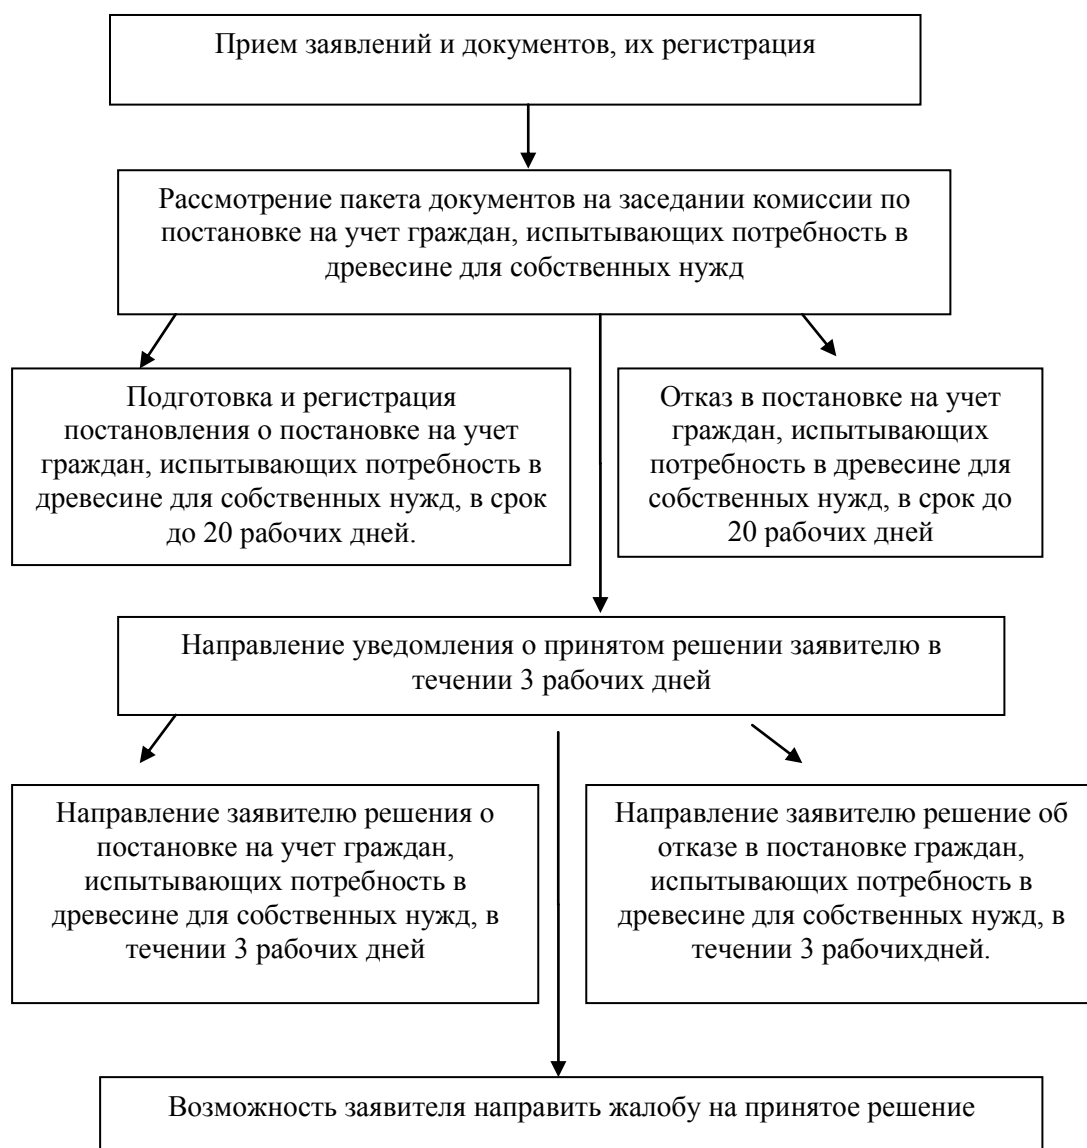 Прием заявлений и документов, их регистрация
Рассмотрение пакета документов на заседании комиссии по
постановке на учет граждан, испытывающих потребность в
древесине для собственных нужд
Подготовка и регистрация
постановления о постановке на учет
граждан, испытывающих потребность в
древесине для собственных нужд, в срок
до 20 рабочих дней.
Отказ в постановке на учет
граждан, испытывающих
потребность в древесине для
собственных нужд, в срок до
20 рабочих дней
Направление уведомления о принятом решении заявителю в
течении 3 рабочих дней
Направление заявителю решения о
постановке на учет граждан,
испытывающих потребность в
древесине для собственных нужд, в
течении 3 рабочих дней
Направление заявителю решение об
отказе в постановке граждан,
испытывающих потребность в
древесине для собственных нужд, в
течении 3 рабочихдней.
Возможность заявителя направить жалобу на принятое решение